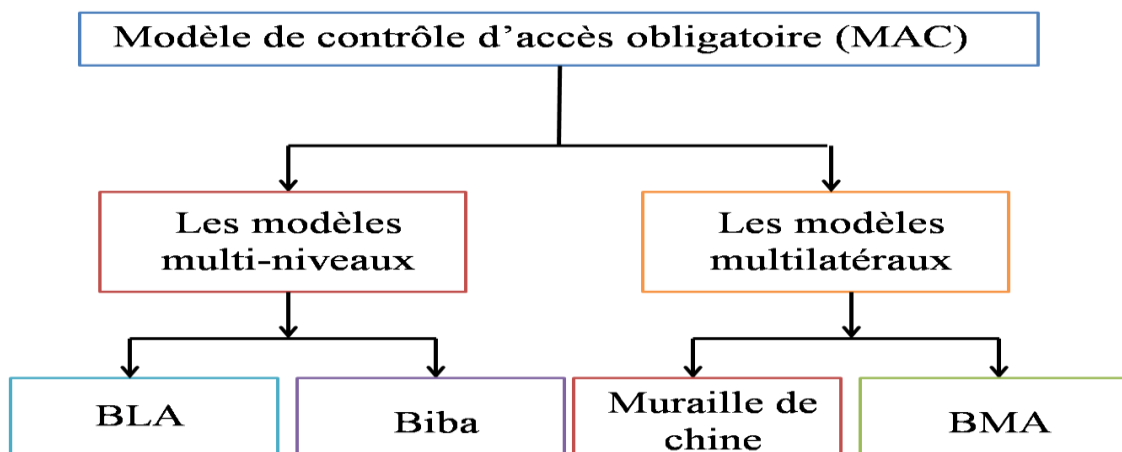 Modèle de contrôle d’accès obligatoire (MAC)
Les modèles
multi-niveaux
Les modèles
multilatéraux
BLA
Biba
Muraille de
chine
BMA